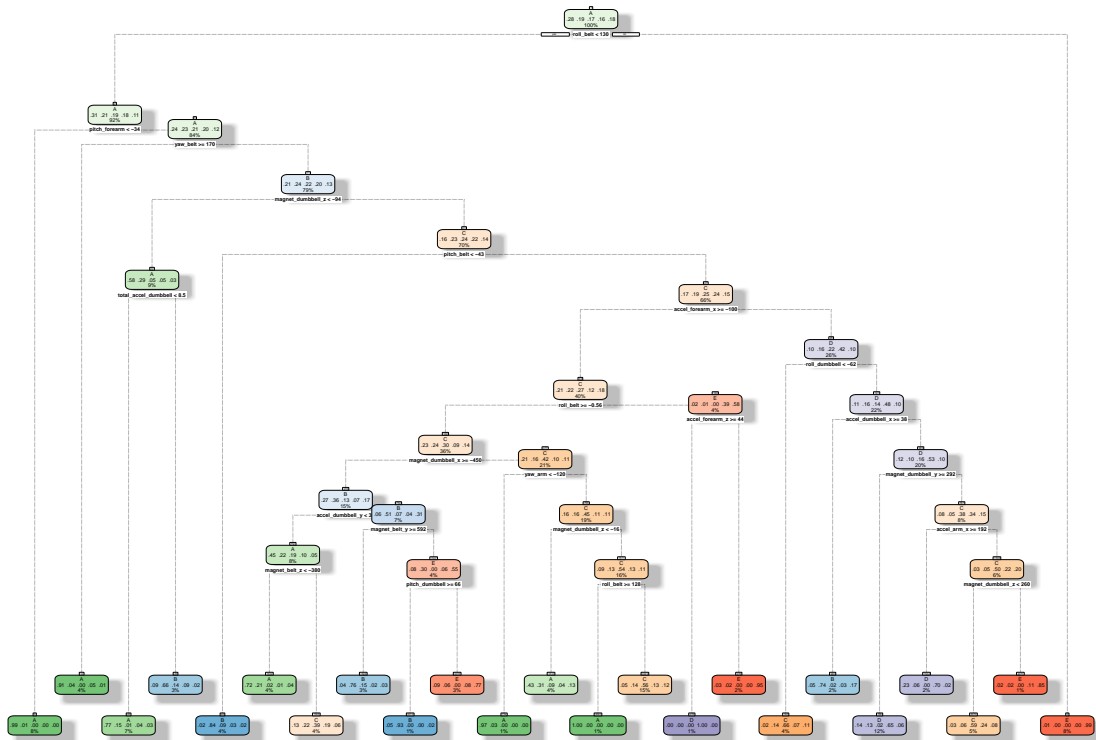 A
.28 .19 .17 .16 .18
100%
roll_belt < 130
A
.31 .21 .19 .18 .11
92%
pitch_forearm < −34
A
.24 .23 .21 .20 .12
84%
yaw_belt >= 170
B
.21 .24 .22 .20 .13
79%
magnet_dumbbell_z < −94
C
.16 .23 .24 .22 .14
70%
pitch_belt < −43
A
.58 .29 .05 .05 .03
9%
total_accel_dumbbell < 8.5
C
.17 .19 .25 .24 .15
66%
accel_forearm_x >= −100
D
.10 .16 .22 .42 .10
26%
roll_dumbbell < −62
C
.21 .22 .27 .12 .18
40%
roll_belt >= −0.56
E
.02 .01 .00 .39 .58
4%
accel_forearm_z >= 44
D
.11 .16 .14 .48 .10
22%
accel_dumbbell_x >= 38
C
.23 .24 .30 .09 .14
36%
magnet_dumbbell_x >= −450
C
.21 .16 .42 .10 .11
21%
yaw_arm < −120
D
.12 .10 .16 .53 .10
20%
magnet_dumbbell_y >= 292
B
.27 .36 .13 .07 .17
15%
accel_dumbbell_y < 3
B
.06 .51 .07 .04 .31
7%
magnet_belt_y >= 592
C
.16 .16 .45 .11 .11
19%
magnet_dumbbell_z < −16
C
.08 .05 .38 .34 .15
8%
accel_arm_x >= 192
A
.45 .22 .19 .10 .05
8%
magnet_belt_z < −380
E
.08 .30 .00 .06 .55
4%
pitch_dumbbell >= 66
C
.09 .13 .54 .13 .11
16%
roll_belt >= 120
C
.03 .05 .50 .22 .20
6%
magnet_dumbbell_z < 260
A
.91 .04 .00 .05 .01
4%
B
.09 .66 .14 .09 .02
3%
A
.72 .21 .02 .01 .04
4%
B
.04 .75 .15 .02 .03
3%
E
.09 .06 .00 .08 .77
3%
A
.43 .31 .09 .04 .13
4%
C
.05 .14 .56 .13 .12
15%
E
.03 .02 .00 .00 .95
2%
B
.05 .74 .02 .03 .17
2%
D
.23 .06 .00 .70 .02
2%
E
.02 .02 .00 .11 .85
1%
A
.99 .01 .00 .00 .00
8%
A
.77 .15 .01 .04 .03
7%
B
.02 .84 .09 .03 .02
4%
C
.13 .22 .39 .19 .06
4%
B
.05 .93 .00 .00 .02
1%
A
.97 .03 .00 .00 .00
1%
A
1.00 .00 .00 .00 .00
1%
D
.00 .00 .00 1.00 .00
1%
C
.02 .14 .66 .07 .11
4%
D
.14 .13 .02 .65 .06
12%
C
.03 .06 .59 .24 .08
5%
E
.01 .00 .00 .00 .99
8%